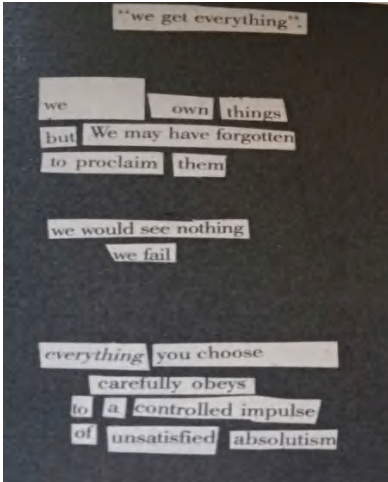 "we get everything".
we own things
but We may have forgotten
to proclaim them
we would see nothing
we fail
everything you choose
carefully obeys
to a controlled impulse
of unsatisfied absolutism